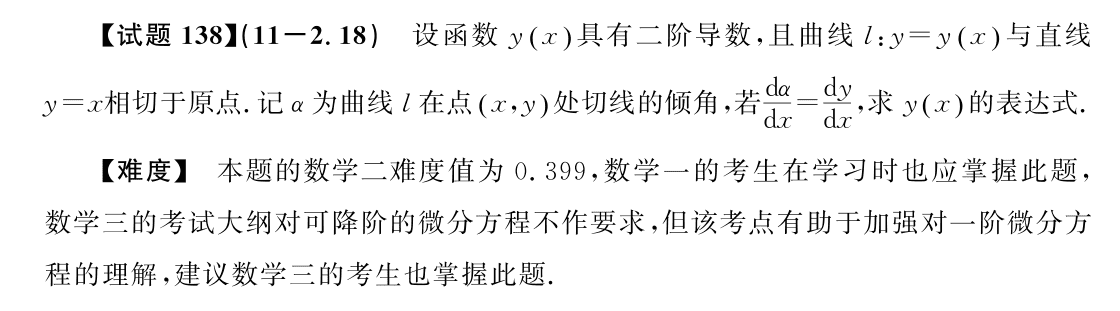 【试题 138】(11－2.18) 设函数 y(x)具有二阶导数,且曲线 l:y=y(x)与直线
y=x相切于原点.记 α 为曲线 l 在点(x,y)处切线的倾角,若dα/dx=dy/dx,求 y(x)的表达式.
【难度】 本题的数学二难度值为 0.399,数学一的考生在学习时也应掌握此题,
数学三的考试大纲对可降阶的微分方程不作要求,但该考点有助于加强对一阶微分方
程的理解,建议数学三的考生也掌握此题.